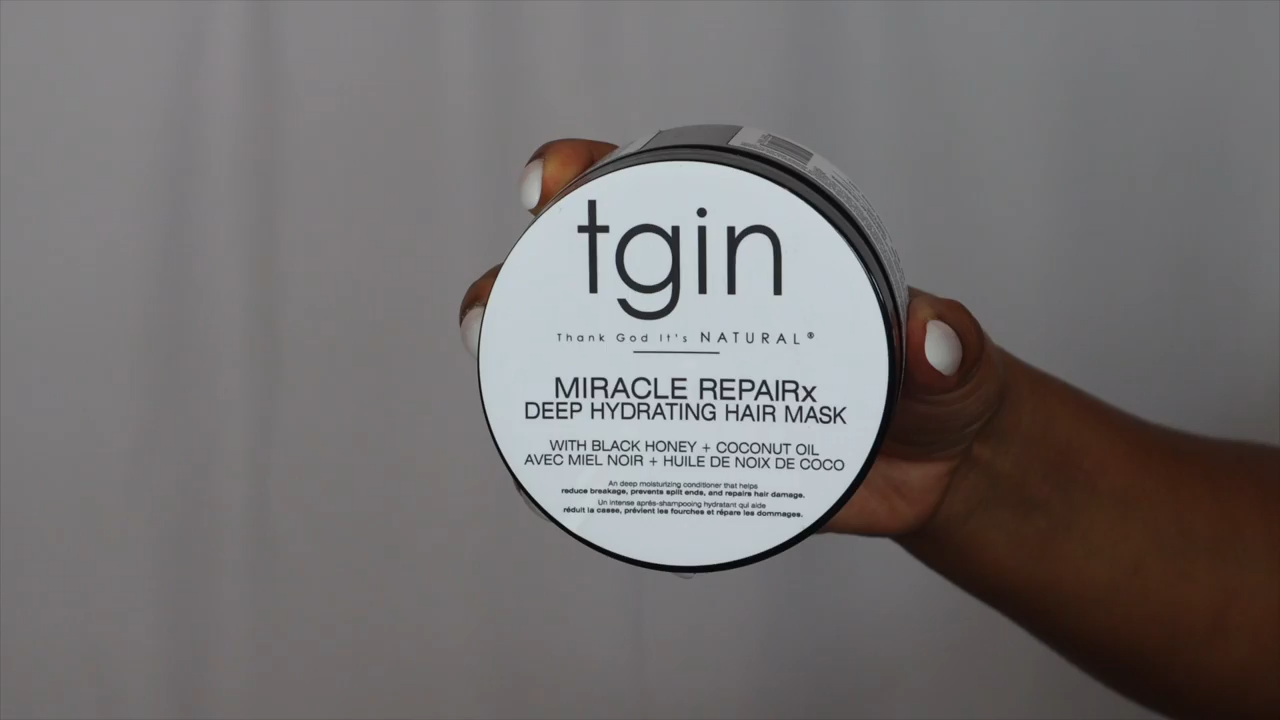 tgin
Thank God It's NATURAL®
MIRACLE REPAIRx
DEEP HYDRATING HAIR MASK
WITH BLACK HONEY + COCONUT OIL
AVEC MIEL NOIR + HUILE DE NOIX DE COCO
An deep moisturizing conditioner that helps
reduce breakage, prevents split ends, and repairs hair damage.
Un intense après-shampooing hydratant qui aide
réduit la casse, prévient les fourches et répare les dommages.